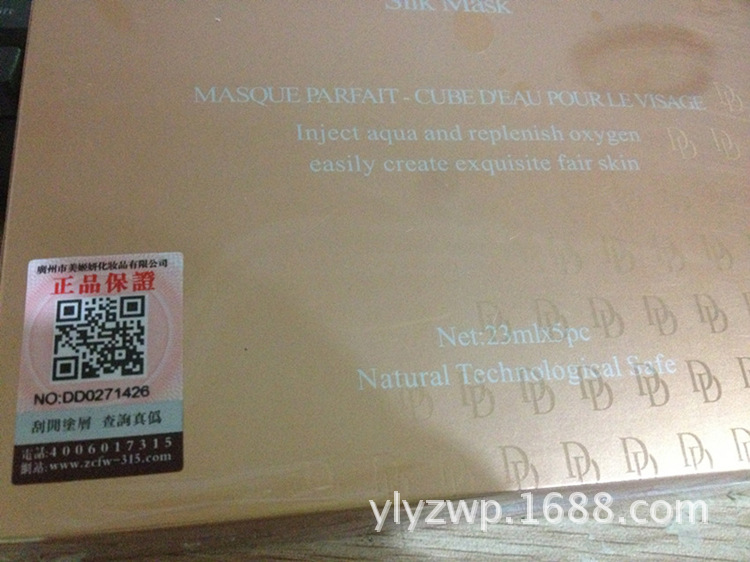 Silk Mask
MASQUE PARFAIT - CUBE D'EAU POUR LE VISAGE
Inject aqua and replenish oxygen
easily create exquisite fair skin
廣州市美姬妍化妝品有限公司
正品保證
NO:DD0271426
刮開塗層 查詢真僞
電話:4006017315
網站:www.zcfw-315.com
Net:23mlx5pc
Natural Technological Safe
ylyzwp.1688.com